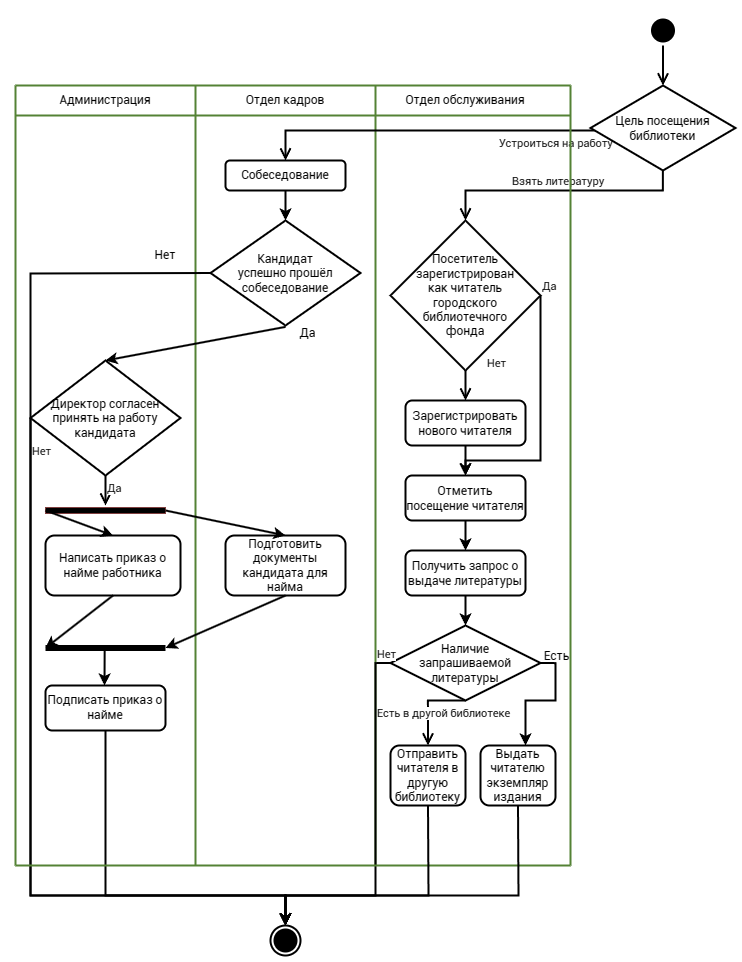 Администрация
Отдел кадров
Отдел обслуживания
Цель посещения
библиотеки
Устроиться на работу
Взять литературу
Собеседование
Кандидат
успешно прошёл
собеседование
Нет
Да
Посетитель
зарегистрирован
как читатель
городского
библиотечного
фонда
Да
Нет
Директор согласен
принять на работу
кандидата
Нет
Да
Зарегистрировать
нового читателя
Отметить
посещение читателя
Написать приказ о
найме работника
Подготовить
документы
кандидата для
найма
Получить запрос о
выдаче литературы
Наличие
запрашиваемой
литературы
Нет
Есть
Есть в другой библиотеке
Подписать приказ о
найме
Отправить
читателя в
другую
библиотеку
Выдать
читателю
экземпляр
издания